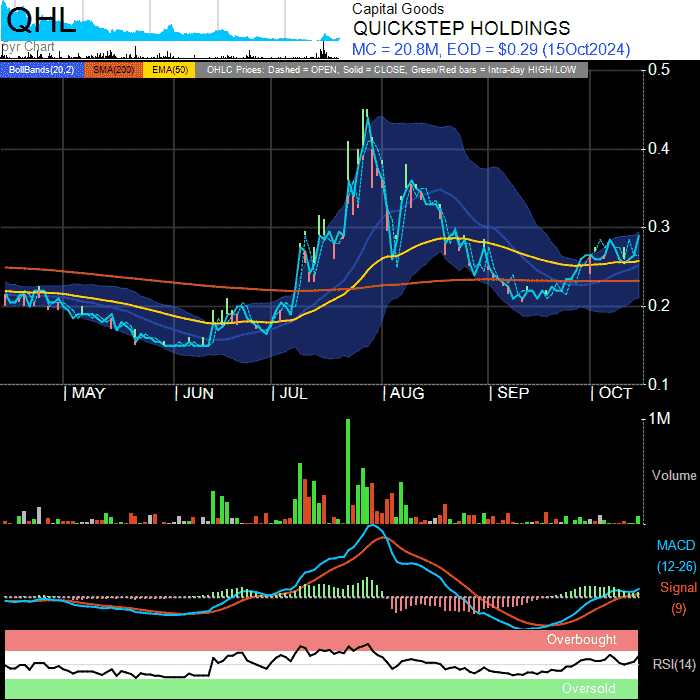 QHL
Capital Goods
QUICKSTEP HOLDINGS
MC = 20.8M, EOD = $0.29 (15Oct2024)
pyr Chart
BollBands(20,2) SMA(200) EMA(50) OHLC Prices: Dashed = OPEN, Solid = CLOSE, Green/Red bars = Intra-day HIGH/LOW
0.5
0.4
0.3
0.2
0.1
| MAY | JUN | JUL | AUG | SEP | OCT
1M
Volume
MACD
(12-26)
Signal
(9)
Overbought
RSI(14)
Oversold